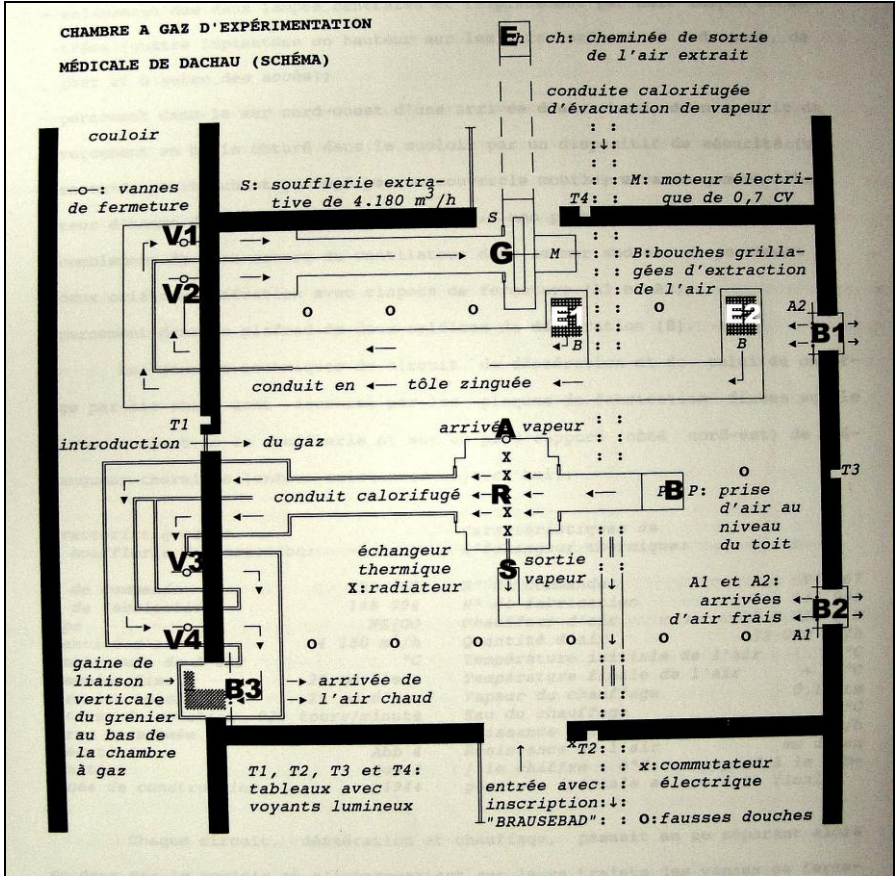 CHAMBRE A GAZ D'EXPÉRIMENTATION
MÉDICALE DE DACHAU (SCHÉMA)
E
ch
ch: cheminée de sortie
de l'air extrait
conduite calorifugée
d'évacuation de vapeur
couloir
—o—: vannes
de fermeture
S: soufflerie extra-
tive de 4.180 m³/h
M: moteur électri-
que de 0,7 CV
T4
V1
S
G
M
V2
B: bouches grilla-
gées d'extraction
de l'air
E1
B
E2
B
A2
B1
conduit en ← tôle zinguée
T1
introduction → du gaz
arrivée vapeur
A
X
X
conduit calorifugé
R
X
X
P
B
P: prise
d'air au
niveau
du toit
T3
V3
échangeur
thermique
X: radiateur
S
sortie
vapeur
A1 et A2:
arrivées
d'air frais
B2
A1
V4
gaine de
liaison →
verticale
du grenier
au bas de
la chambre
à gaz
B3
→ arrivée de
l'air chaud
T1, T2, T3 et T4:
tableaux avec
voyants lumineux
T2:
entrée avec
inscription:
"BRAUSEBAD"
x: commutateur
électrique
O: fausses douches